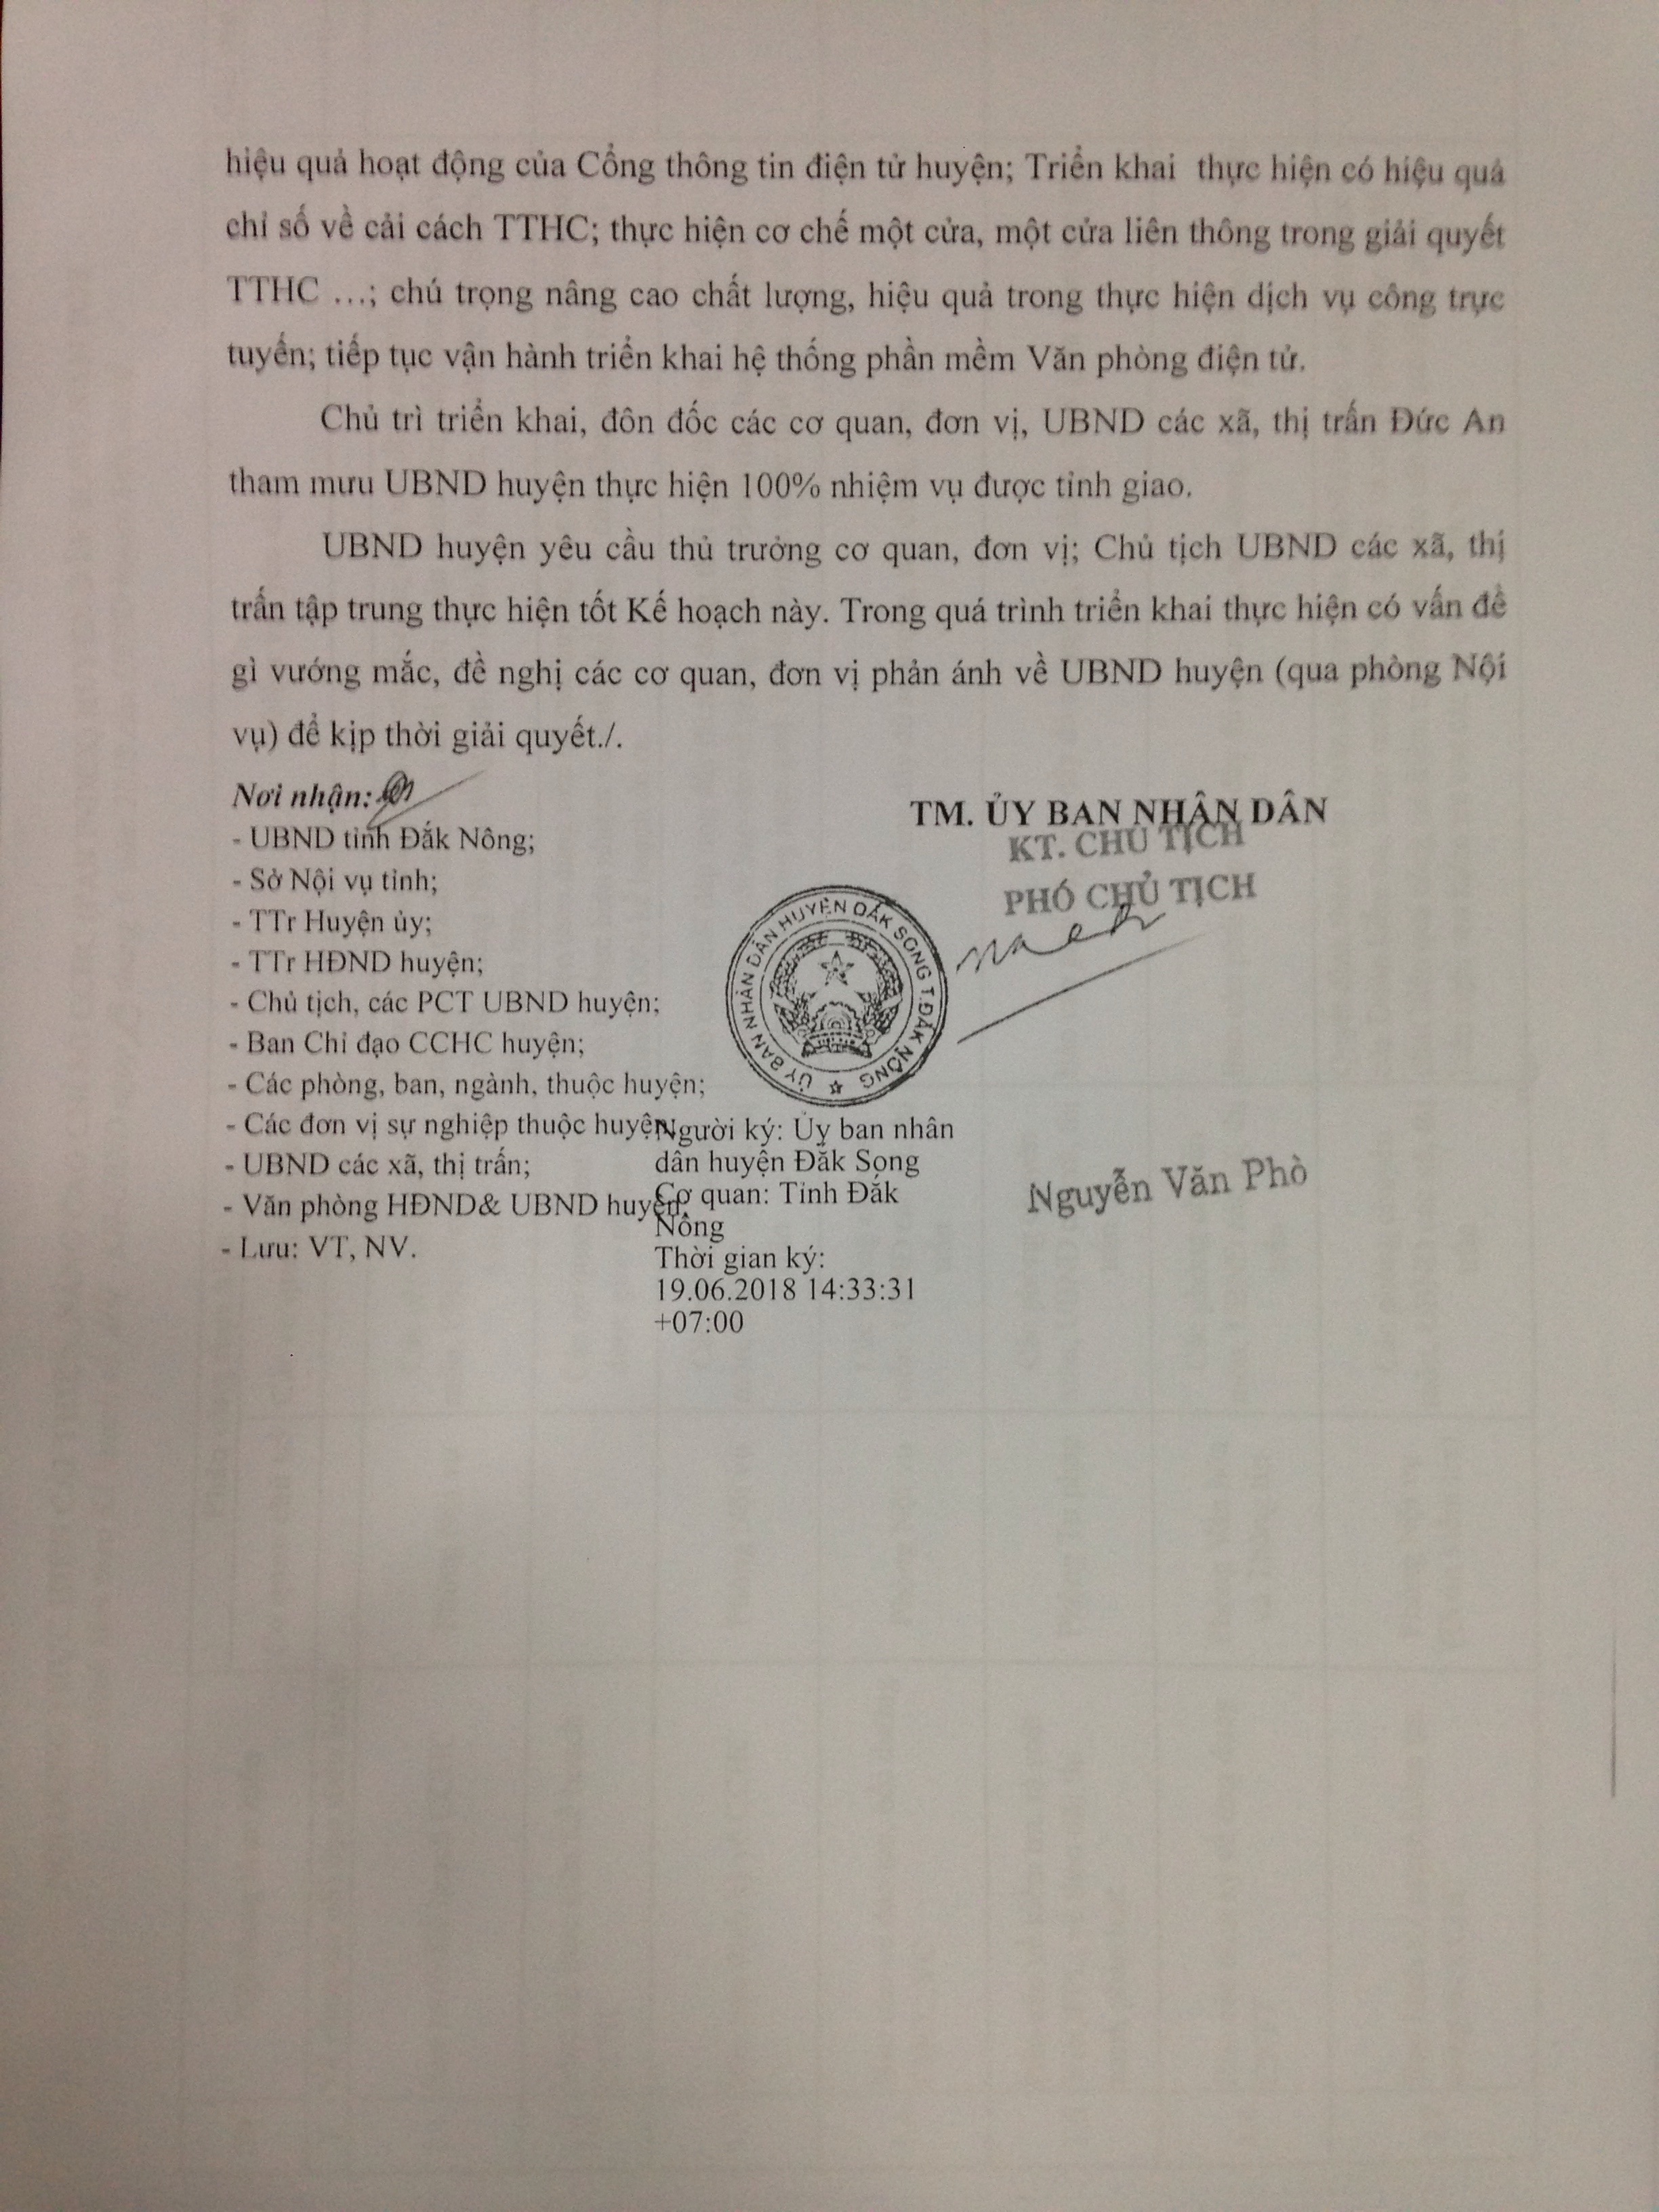 hiệu quả hoạt động của Cổng thông tin điện tử huyện; Triển khai thực hiện có hiệu quả
chỉ số về cải cách TTHC; thực hiện cơ chế một cửa, một cửa liên thông trong giải quyết
TTHC ...; chú trọng nâng cao chất lượng, hiệu quả trong thực hiện dịch vụ công trực
tuyến; tiếp tục vận hành triển khai hệ thống phần mềm Văn phòng điện tử.
Chủ trì triển khai, đôn đốc các cơ quan, đơn vị, UBND các xã, thị trấn Đức An
tham mưu UBND huyện thực hiện 100% nhiệm vụ được tỉnh giao.
UBND huyện yêu cầu thủ trưởng cơ quan, đơn vị; Chủ tịch UBND các xã, thị
trấn tập trung thực hiện tốt Kế hoạch này. Trong quá trình triển khai thực hiện có vấn đề
gì vướng mắc, đề nghị các cơ quan, đơn vị phản ánh về UBND huyện (qua phòng Nội
vụ) để kịp thời giải quyết./.
Nơi nhận:
- UBND tỉnh Đắk Nông;
- Sở Nội vụ tỉnh;
- TTr Huyện ủy;
- TTr HĐND huyện;
- Chủ tịch, các PCT UBND huyện;
- Ban Chỉ đạo CCHC huyện;
- Các phòng, ban, ngành, thuộc huyện;
- Các đơn vị sự nghiệp thuộc huyện;
- UBND các xã, thị trấn;
- Văn phòng HĐND& UBND huyện;
- Lưu: VT, NV.
TM. ỦY BAN NHÂN DÂN
KT. CHỦ TỊCH
PHÓ CHỦ TỊCH
ỦY BAN NHÂN DÂN HUYỆN ĐẮK SONG T.ĐẮK NÔNG
Người ký: Ủy ban nhân
dân huyện Đắk Song
Cơ quan: Tỉnh Đắk
Nông
Thời gian ký:
19.06.2018 14:33:31
+07:00
Nguyễn Văn Phò